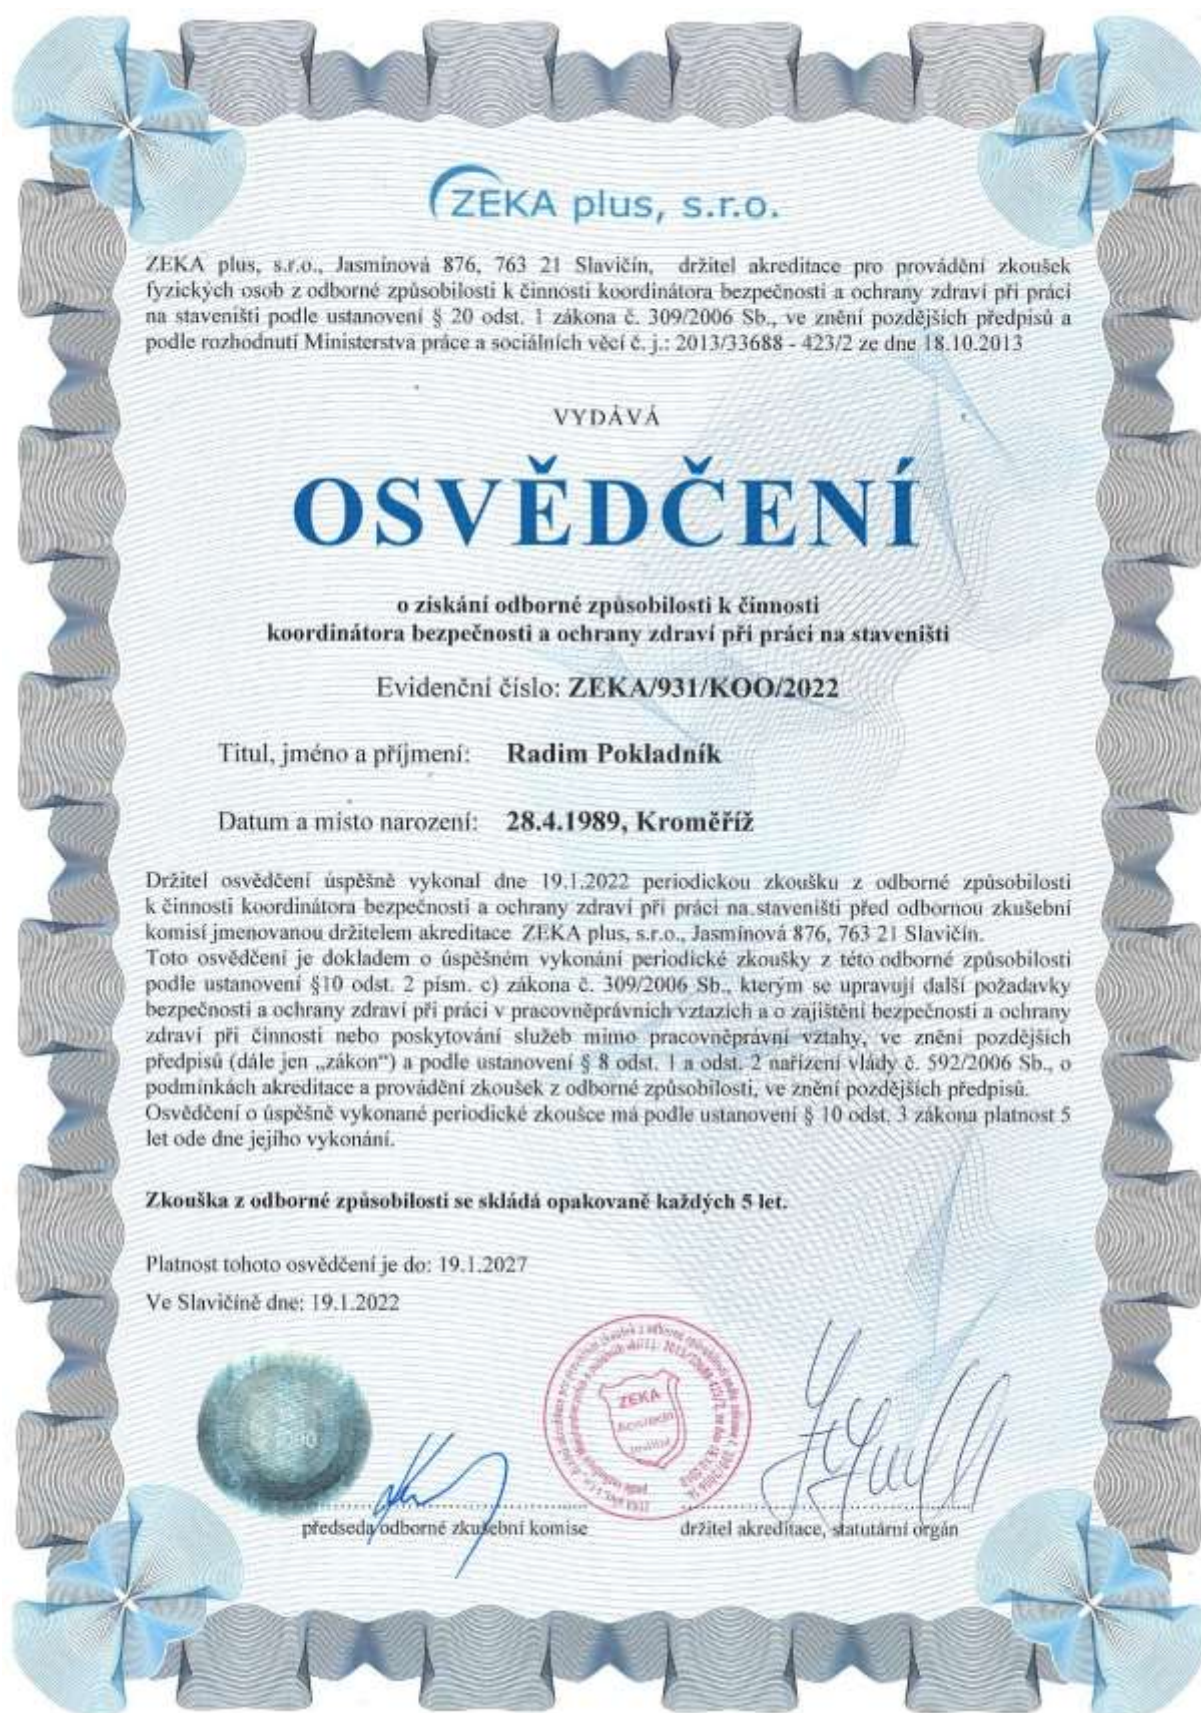 ZEKA plus, s.r.o.
ZEKA plus, s.r.o., Jasmínová 876, 763 21 Slavičín, držitel akreditace pro provádění zkoušek
fyzických osob z odborné způsobilosti k činnosti koordinátora bezpečnosti a ochrany zdraví při práci
na staveništi podle ustanovení § 20 odst. 1 zákona č. 309/2006 Sb., ve znění pozdějších předpisů a
podle rozhodnutí Ministerstva práce a sociálních věcí č. j.: 2013/33688 - 423/2 ze dne 18.10.2013
VYDÁVÁ
OSVĚDČENÍ
o získání odborné způsobilosti k činnosti
koordinátora bezpečnosti a ochrany zdraví při práci na staveništi
Evidenční číslo: ZEKA/931/KOO/2022
Titul, jméno a příjmení: Radim Pokladník
Datum a místo narození: 28.4.1989, Kroměříž
Držitel osvědčení úspěšně vykonal dne 19.1.2022 periodickou zkoušku z odborné způsobilosti
k činnosti koordinátora bezpečnosti a ochrany zdraví při práci na staveništi před odbornou zkušební
komisí jmenovanou držitelem akreditace ZEKA plus, s.r.o., Jasmínová 876, 763 21 Slavičín.
Toto osvědčení je dokladem o úspěšném vykonání periodické zkoušky z této odborné způsobilosti
podle ustanovení §10 odst. 2 písm. c) zákona č. 309/2006 Sb., kterým se upravují další požadavky
bezpečnosti a ochrany zdraví při práci v pracovněprávních vztazích a o zajištění bezpečnosti a ochrany
zdraví při činnosti nebo poskytování služeb mimo pracovněprávní vztahy, ve znění pozdějších
předpisů (dále jen „zákon“) a podle ustanovení § 8 odst. 1 a odst. 2 nařízení vlády č. 592/2006 Sb., o
podmínkách akreditace a provádění zkoušek z odborné způsobilosti, ve znění pozdějších předpisů.
Osvědčení o úspěšně vykonané periodické zkoušce má podle ustanovení § 10 odst. 3 zákona platnost 5
let ode dne jejího vykonání.
Zkouška z odborné způsobilosti se skládá opakovaně každých 5 let.
Platnost tohoto osvědčení je do: 19.1.2027
Ve Slavičíně dne: 19.1.2022
ZEKA
předseda odborné zkušební komise
držitel akreditace, statutární orgán